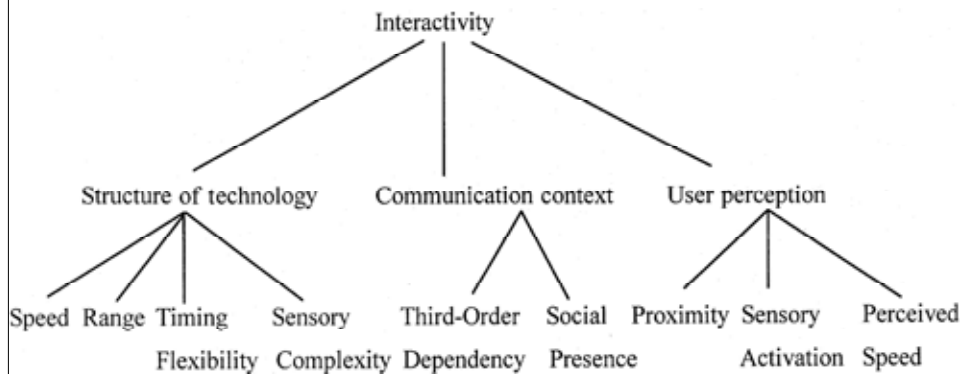 Interactivity
Structure of technology Communication context User perception
Speed Range Timing Sensory Third-Order Social Proximity Sensory Perceived
Flexibility Complexity Dependency Presence Activation Speed